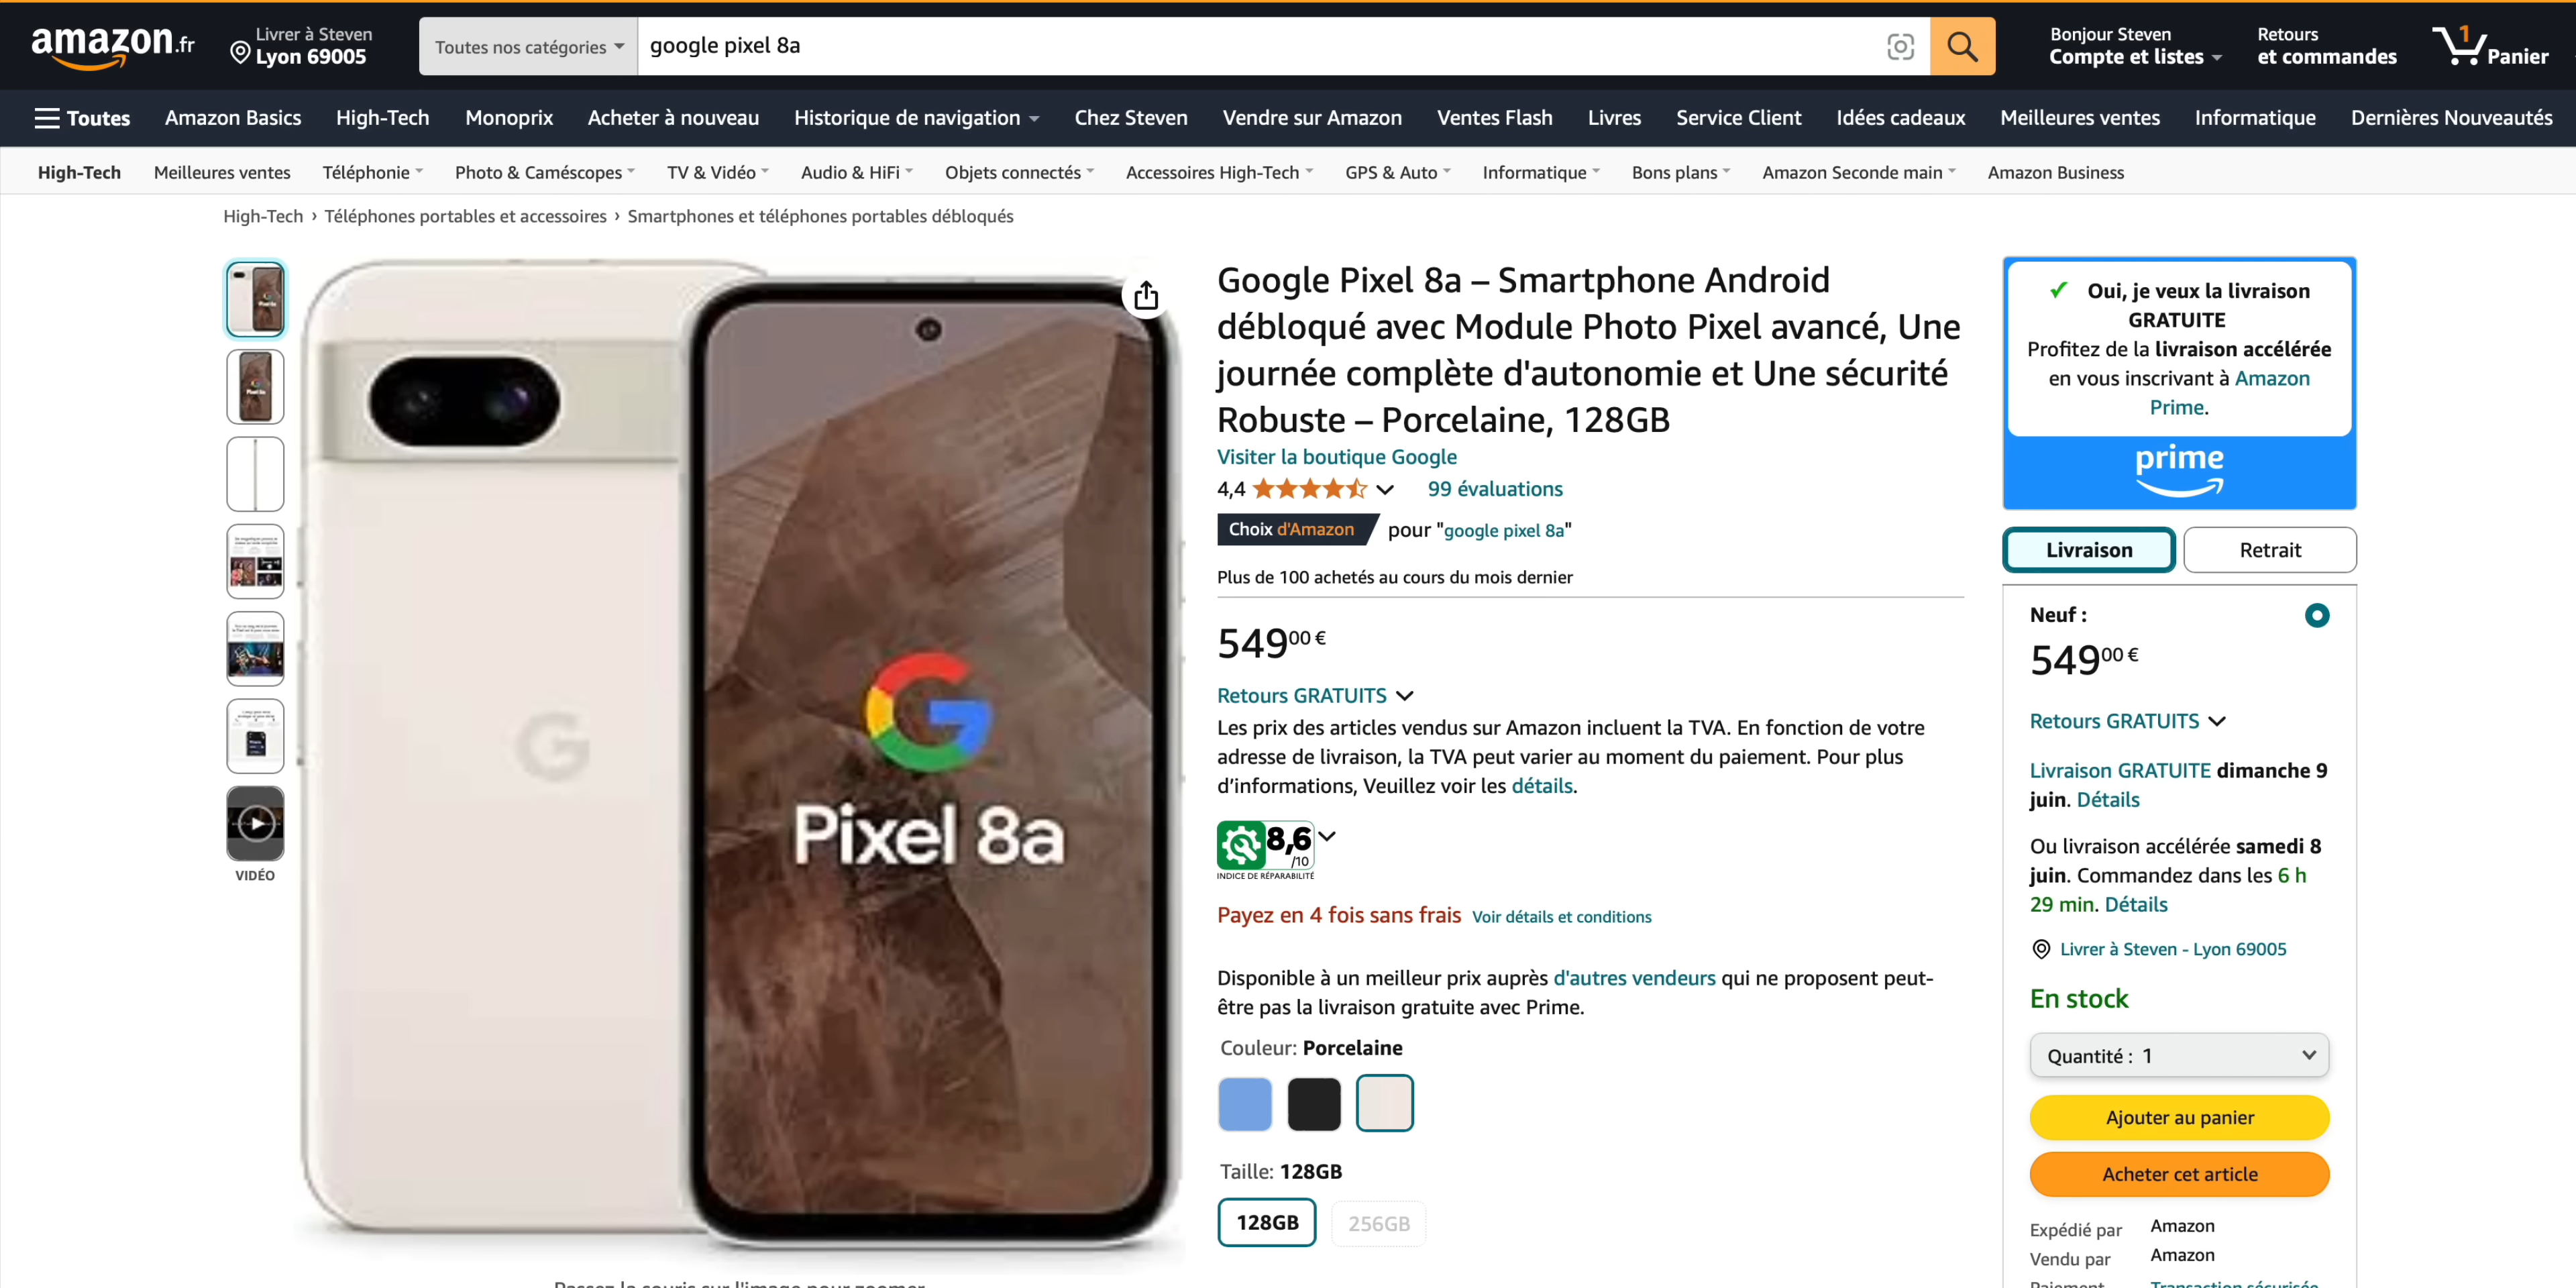 amazon.fr
Livrer à Steven
Lyon 69005
Toutes nos catégories
google pixel 8a
Bonjour Steven
Compte et listes
Retours
et commandes
1
Panier
Toutes
Amazon Basics
High-Tech
Monoprix
Acheter à nouveau
Historique de navigation
Chez Steven
Vendre sur Amazon
Ventes Flash
Livres
Service Client
Idées cadeaux
Meilleures ventes
Informatique
Dernières Nouveautés
High-Tech
Meilleures ventes
Téléphonie
Photo & Caméscopes
TV & Vidéo
Audio & HiFi
Objets connectés
Accessoires High-Tech
GPS & Auto
Informatique
Bons plans
Amazon Seconde main
Amazon Business
High-Tech › Téléphones portables et accessoires › Smartphones et téléphones portables débloqués
VIDÉO
G
Pixel 8a
Google Pixel 8a – Smartphone Android
débloqué avec Module Photo Pixel avancé, Une
journée complète d'autonomie et Une sécurité
Robuste – Porcelaine, 128GB
Visiter la boutique Google
4,4
99 évaluations
Choix d'Amazon pour "google pixel 8a"
Plus de 100 achetés au cours du mois dernier
549,00 €
Retours GRATUITS
Les prix des articles vendus sur Amazon incluent la TVA. En fonction de votre
adresse de livraison, la TVA peut varier au moment du paiement. Pour plus
d’informations, Veuillez voir les détails.
8,6
/10
INDICE DE RÉPARABILITÉ
Payez en 4 fois sans frais Voir détails et conditions
Disponible à un meilleur prix auprès d'autres vendeurs qui ne proposent peut-
être pas la livraison gratuite avec Prime.
Couleur: Porcelaine
Taille: 128GB
128GB
256GB
Passez la souris sur l'image pour zoomer
Oui, je veux la livraison
GRATUITE
Profitez de la livraison accélérée
en vous inscrivant à Amazon
Prime.
prime
Livraison
Retrait
Neuf :
549,00 €
Retours GRATUITS
Livraison GRATUITE dimanche 9
juin. Détails
Ou livraison accélérée samedi 8
juin. Commandez dans les 6 h
29 min. Détails
Livrer à Steven - Lyon 69005
En stock
Quantité : 1
Ajouter au panier
Acheter cet article
Expédié par Amazon
Vendu par Amazon
Paiement Transaction sécurisée